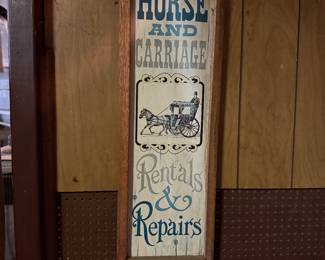 HORSE
AND
CARRIAGE
Rentals
&
Repairs